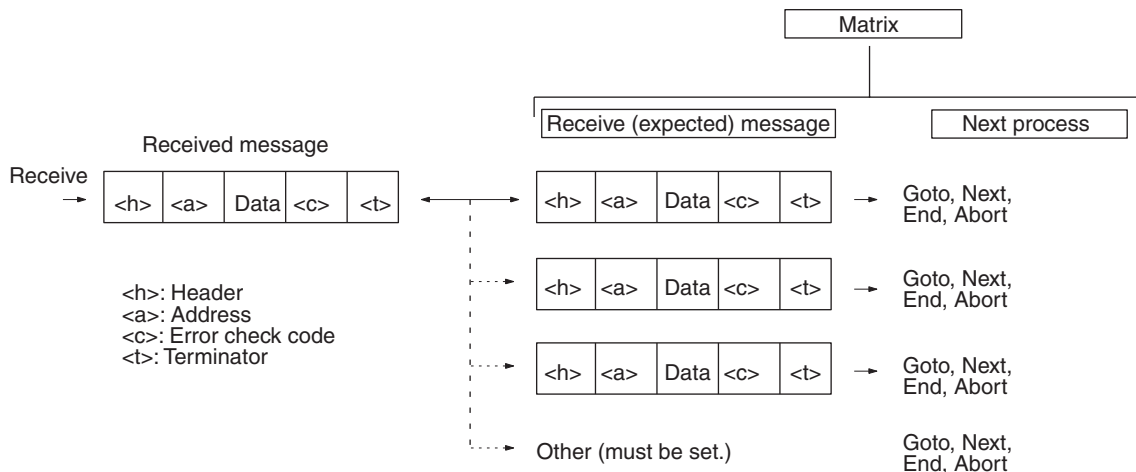 Matrix
Receive (expected) message
Next process
Received message
Receive
<h> <a> Data <c> <t>
<h> <a> Data <c> <t>
Goto, Next,
End, Abort
<h>: Header
<a>: Address
<c>: Error check code
<t>: Terminator
<h> <a> Data <c> <t>
Goto, Next,
End, Abort
<h> <a> Data <c> <t>
Goto, Next,
End, Abort
Other (must be set.)
Goto, Next,
End, Abort